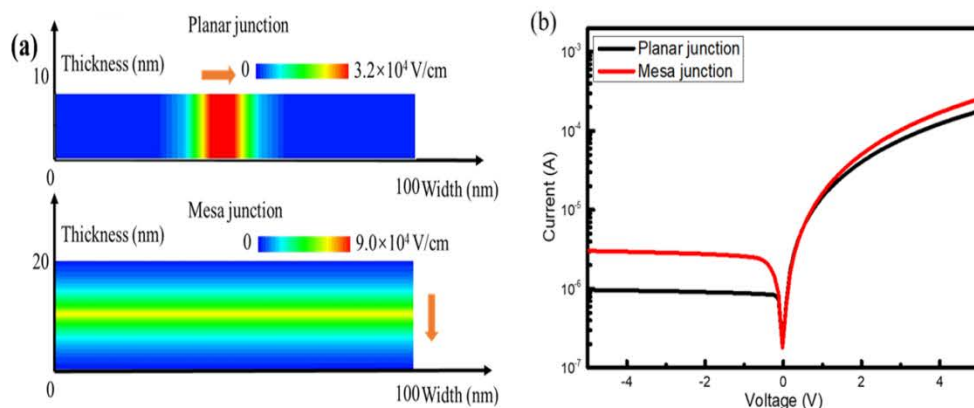 (a)
Planar junction
Thickness (nm)
0
3.2×10⁴ V/cm
10
0
100 Width (nm)
Mesa junction
Thickness (nm)
0
9.0×10⁴ V/cm
20
0
100 Width (nm)
(b)
Planar junction
Mesa junction
10⁻³
10⁻⁴
10⁻⁵
10⁻⁶
10⁻⁷
Current (A)
-4
-2
0
2
4
Voltage (V)